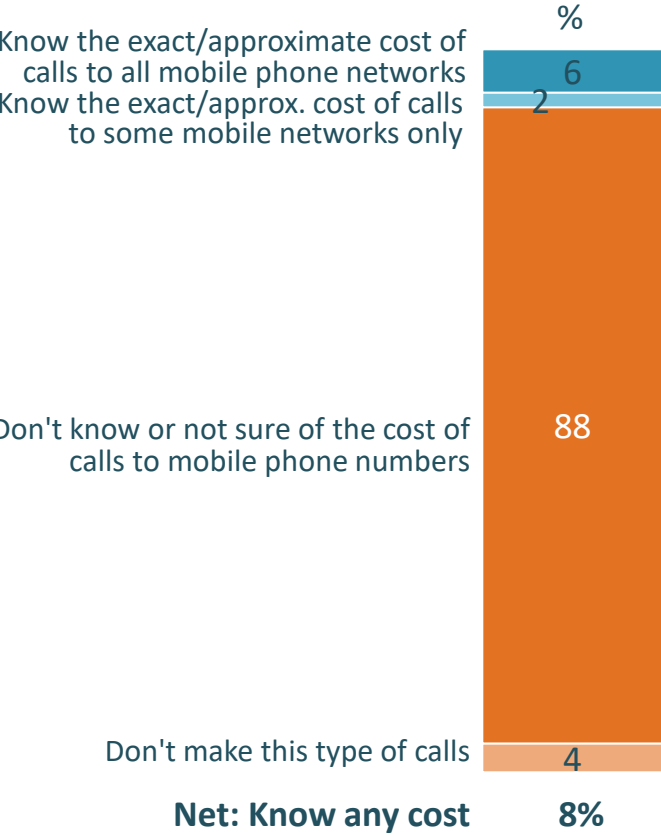 %
Know the exact/approximate cost of
calls to all mobile phone networks
6
Know the exact/approx. cost of calls
to some mobile networks only
2
Don't know or not sure of the cost of
calls to mobile phone numbers
88
Don't make this type of calls
4
Net: Know any cost 8%